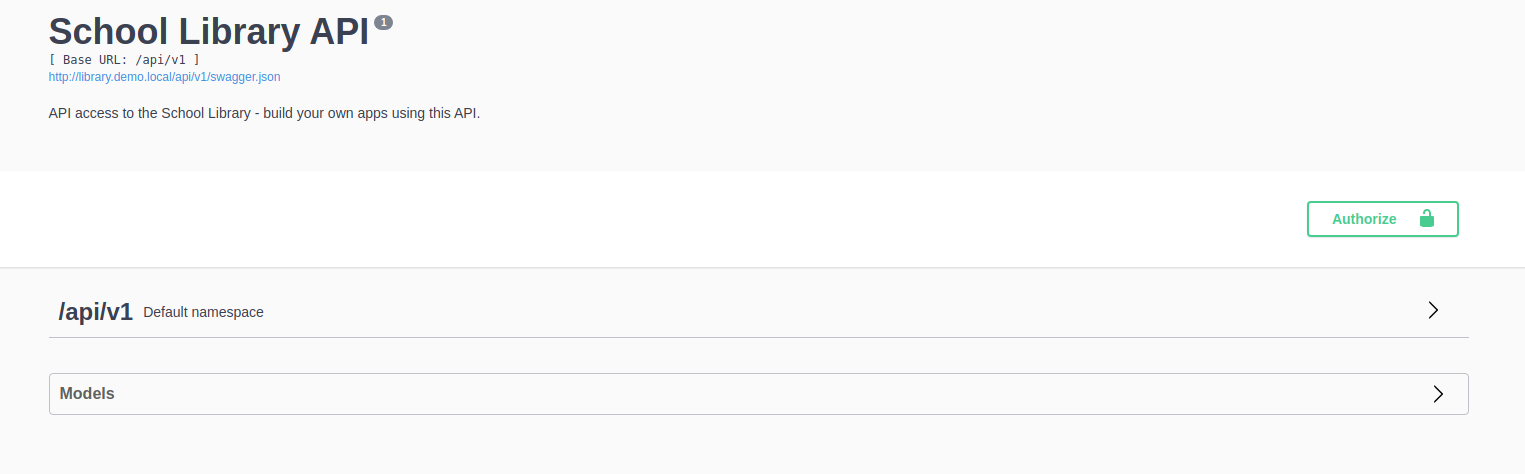 School Library API 1
[ Base URL: /api/v1 ]
http://library.demo.local/api/v1/swagger.json
API access to the School Library - build your own apps using this API.
Authorize
/api/v1 Default namespace
Models